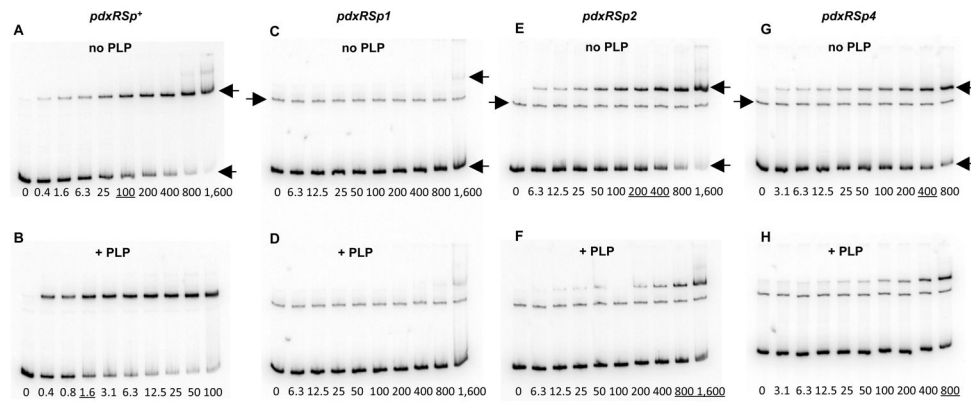 pdxRSp⁺ pdxRSp1 pdxRSp2 pdxRSp4
A C E G
no PLP no PLP no PLP no PLP
0 0.4 1.6 6.3 25 100 200 400 800 1,600
0 6.3 12.5 25 50 100 200 400 800 1,600
0 6.3 12.5 25 50 100 200 400 800 1,600
0 3.1 6.3 12.5 25 50 100 200 400 800
B D F H
+ PLP + PLP + PLP + PLP
0 0.4 0.8 1.6 3.1 6.3 12.5 25 50 100
0 6.3 12.5 25 50 100 200 400 800 1,600
0 6.3 12.5 25 50 100 200 400 800 1,600
0 3.1 6.3 12.5 25 50 100 200 400 800